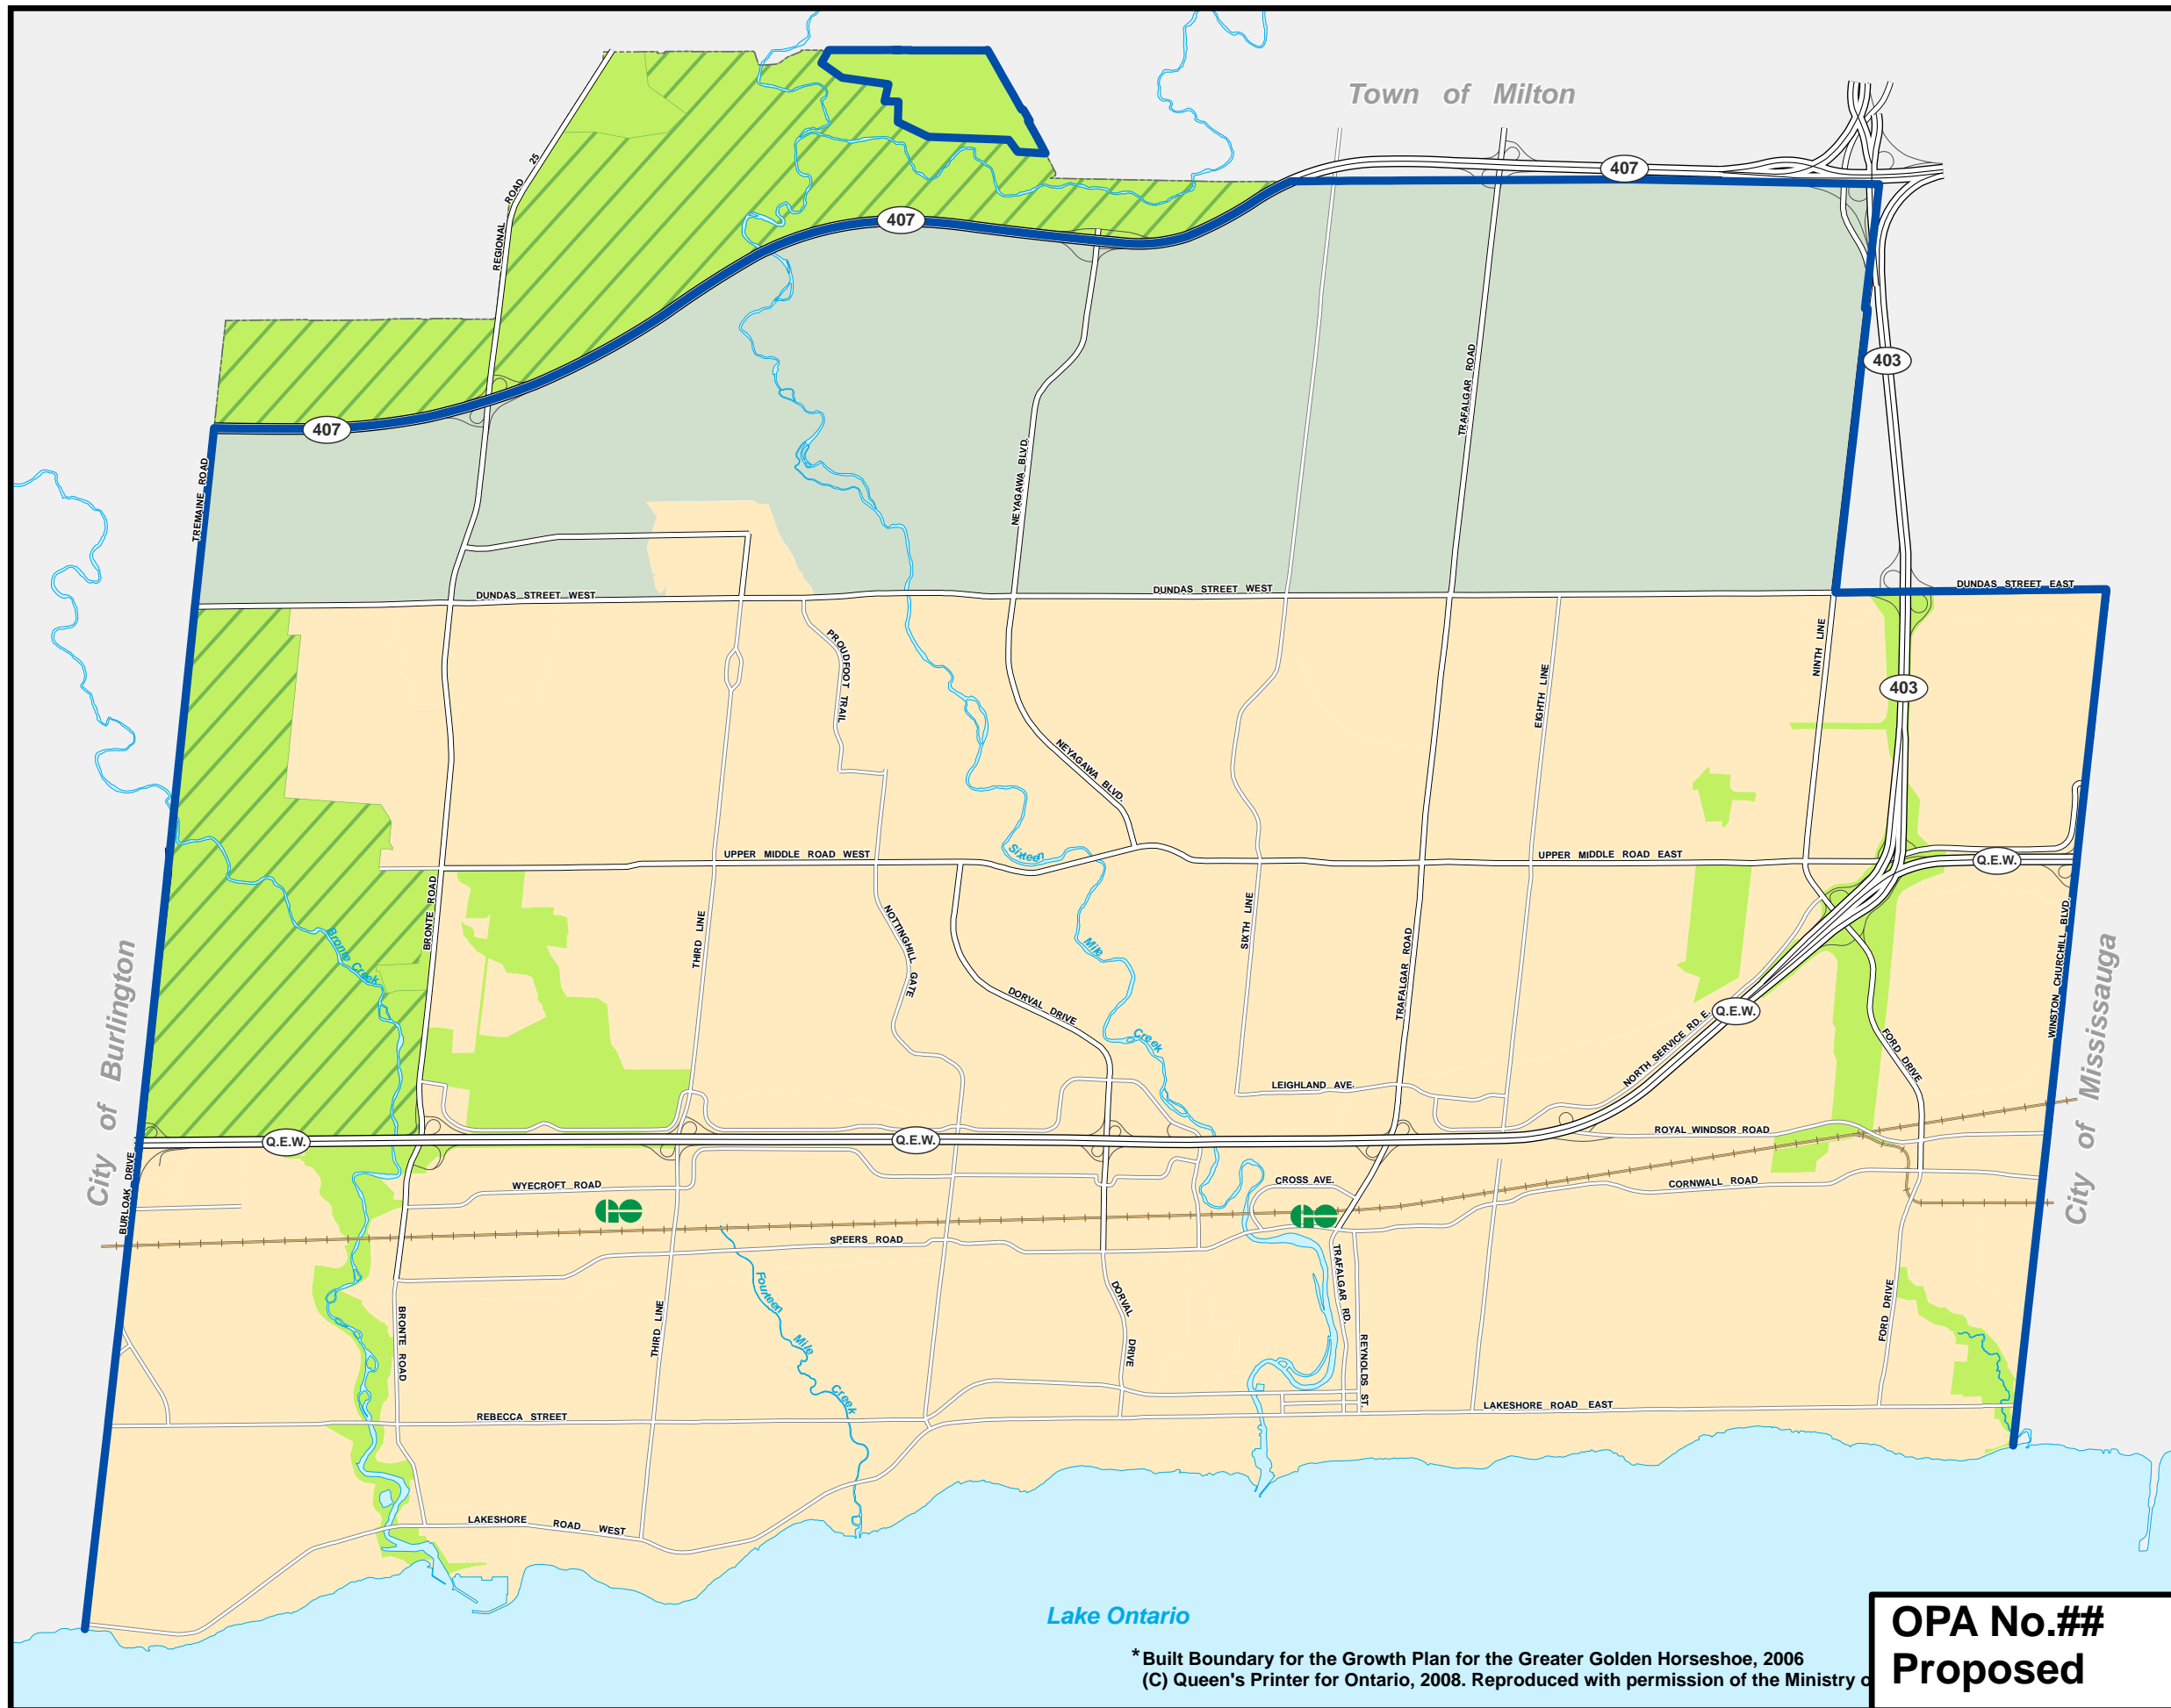 Town of Milton
407
REGIONAL ROAD 25
407
403
407
TREMAINE ROAD
NEYAGAWA BLVD.
TRAFALGAR ROAD
DUNDAS STREET WEST
DUNDAS STREET WEST
DUNDAS STREET EAST
PROUDFOOT TRAIL
NINTH LINE
EIGHTH LINE
403
NEYAGAWA BLVD.
UPPER MIDDLE ROAD WEST
Sixteen
UPPER MIDDLE ROAD EAST
Q.E.W.
BRONTE ROAD
THIRD LINE
NOTTINGHILL GATE
SIXTH LINE
Mile
TRAFALGAR ROAD
WINSTON CHURCHILL BLVD.
Bronte Creek
City of Burlington
City of Mississauga
DORVAL DRIVE
Creek
Q.E.W.
NORTH SERVICE RD. E.
FORD DRIVE
LEIGHLAND AVE.
Q.E.W.
Q.E.W.
ROYAL WINDSOR ROAD
BURLOAK DRIVE
WYECROFT ROAD
CROSS AVE.
CORNWALL ROAD
GO
GO
SPEERS ROAD
Fourteen
Mile
Creek
BRONTE ROAD
THIRD LINE
DORVAL
DRIVE
TRAFALGAR RD.
REYNOLDS ST.
FORD DRIVE
REBECCA STREET
LAKESHORE ROAD EAST
LAKESHORE ROAD WEST
Lake Ontario
*Built Boundary for the Growth Plan for the Greater Golden Horseshoe, 2006
(C) Queen's Printer for Ontario, 2008. Reproduced with permission of the Ministry
OPA No.##
Proposed